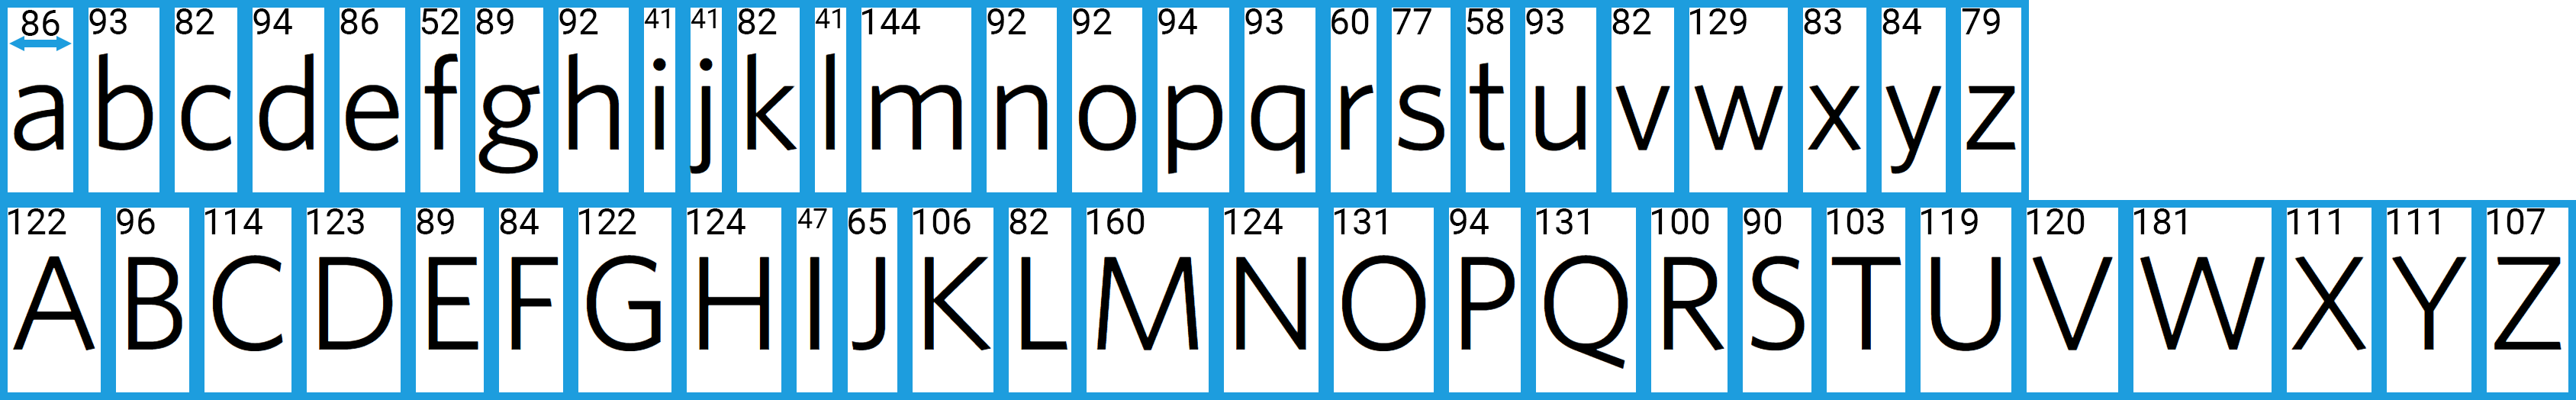 86 93 82 94 86 52 89 92 41 41 82 41 144 92 92 94 93 60 77 58 93 82 129 83 84 79
a b c d e f g h i j k l m n o p q r s t u v w x y z
122 96 114 123 89 84 122 124 47 65 106 82 160 124 131 94 131 100 90 103 119 120 181 111 111 107
A B C D E F G H I J K L M N O P Q R S T U V W X Y Z